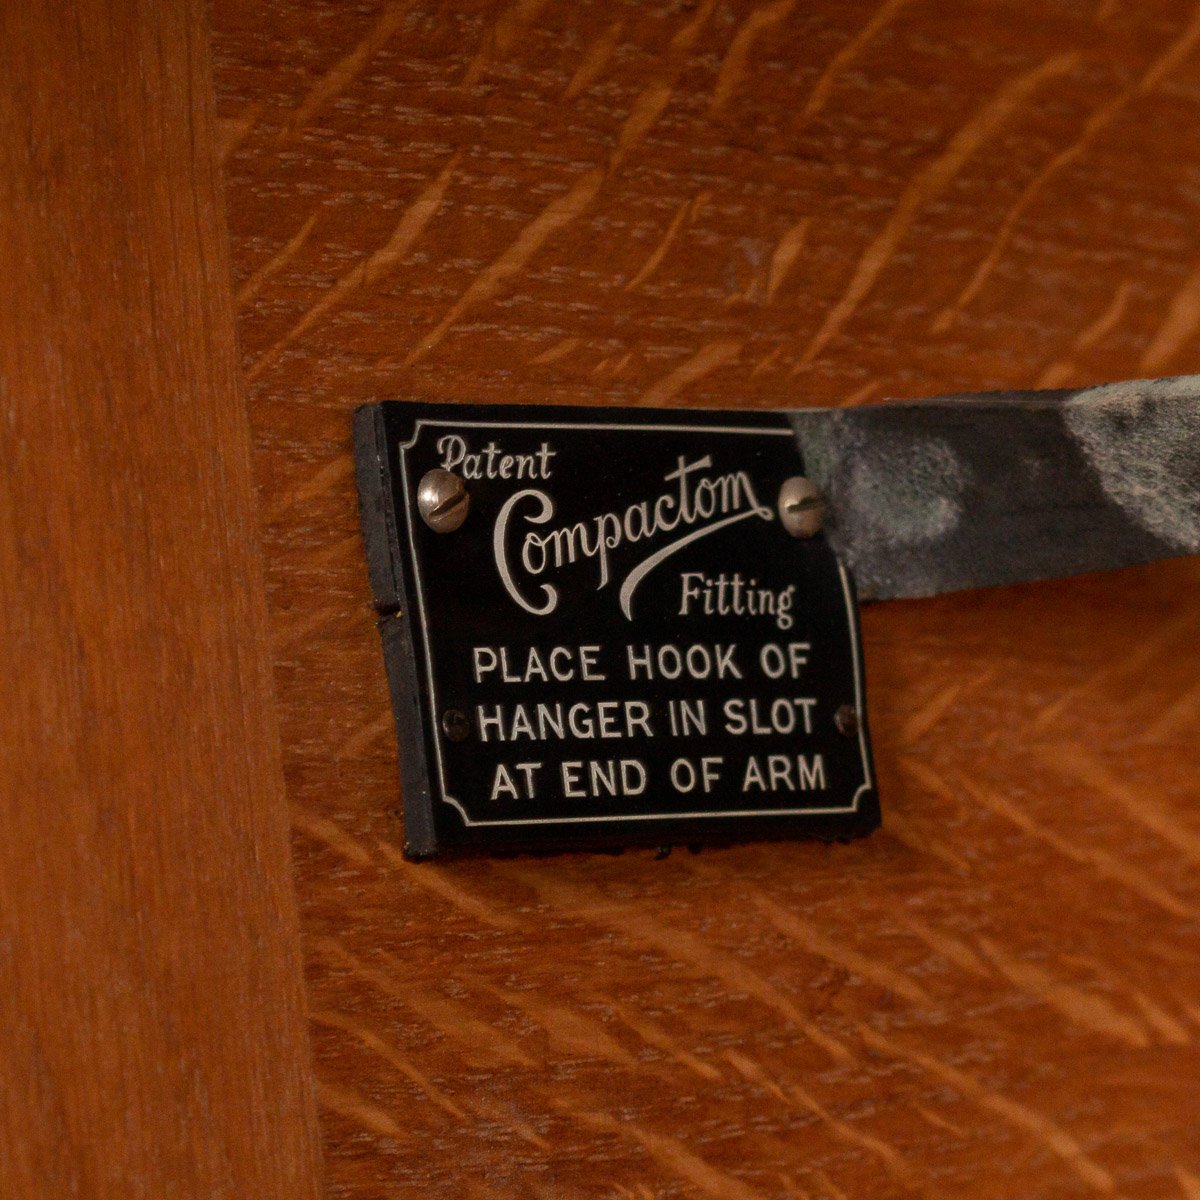 Patent
Compactom
Fitting
PLACE HOOK OF
HANGER IN SLOT
AT END OF ARM